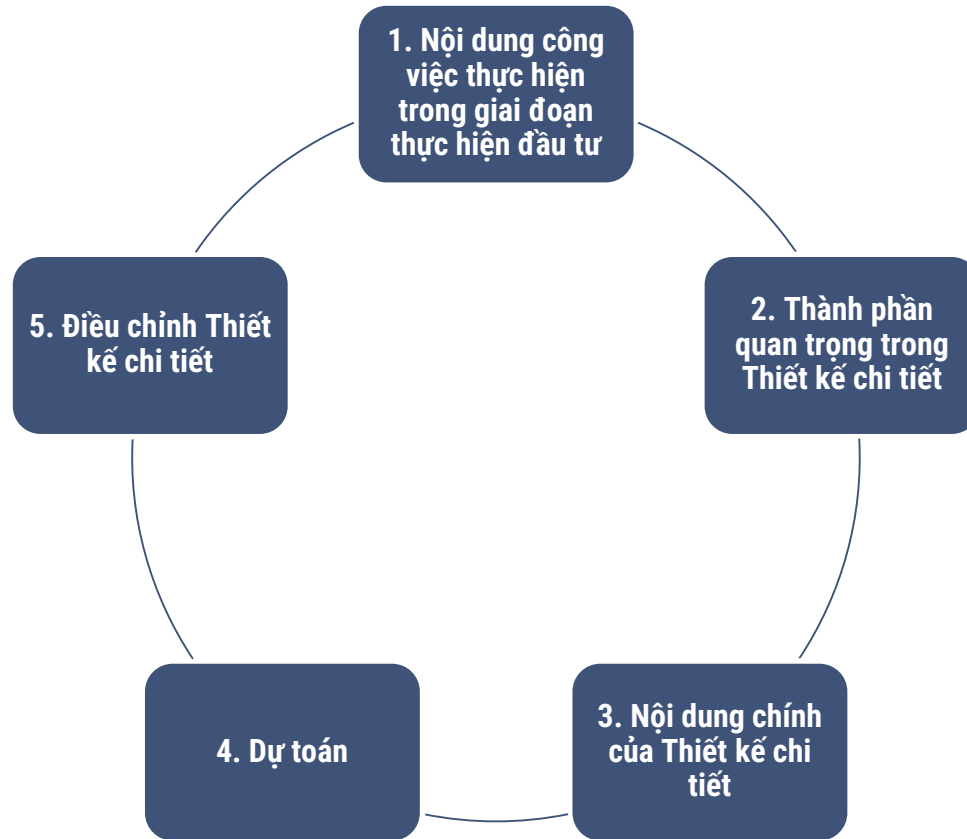 1. Nội dung công
việc thực hiện
trong giai đoạn
thực hiện đầu tư
2. Thành phần
quan trọng trong
Thiết kế chi tiết
3. Nội dung chính
của Thiết kế chi
tiết
4. Dự toán
5. Điều chỉnh Thiết
kế chi tiết